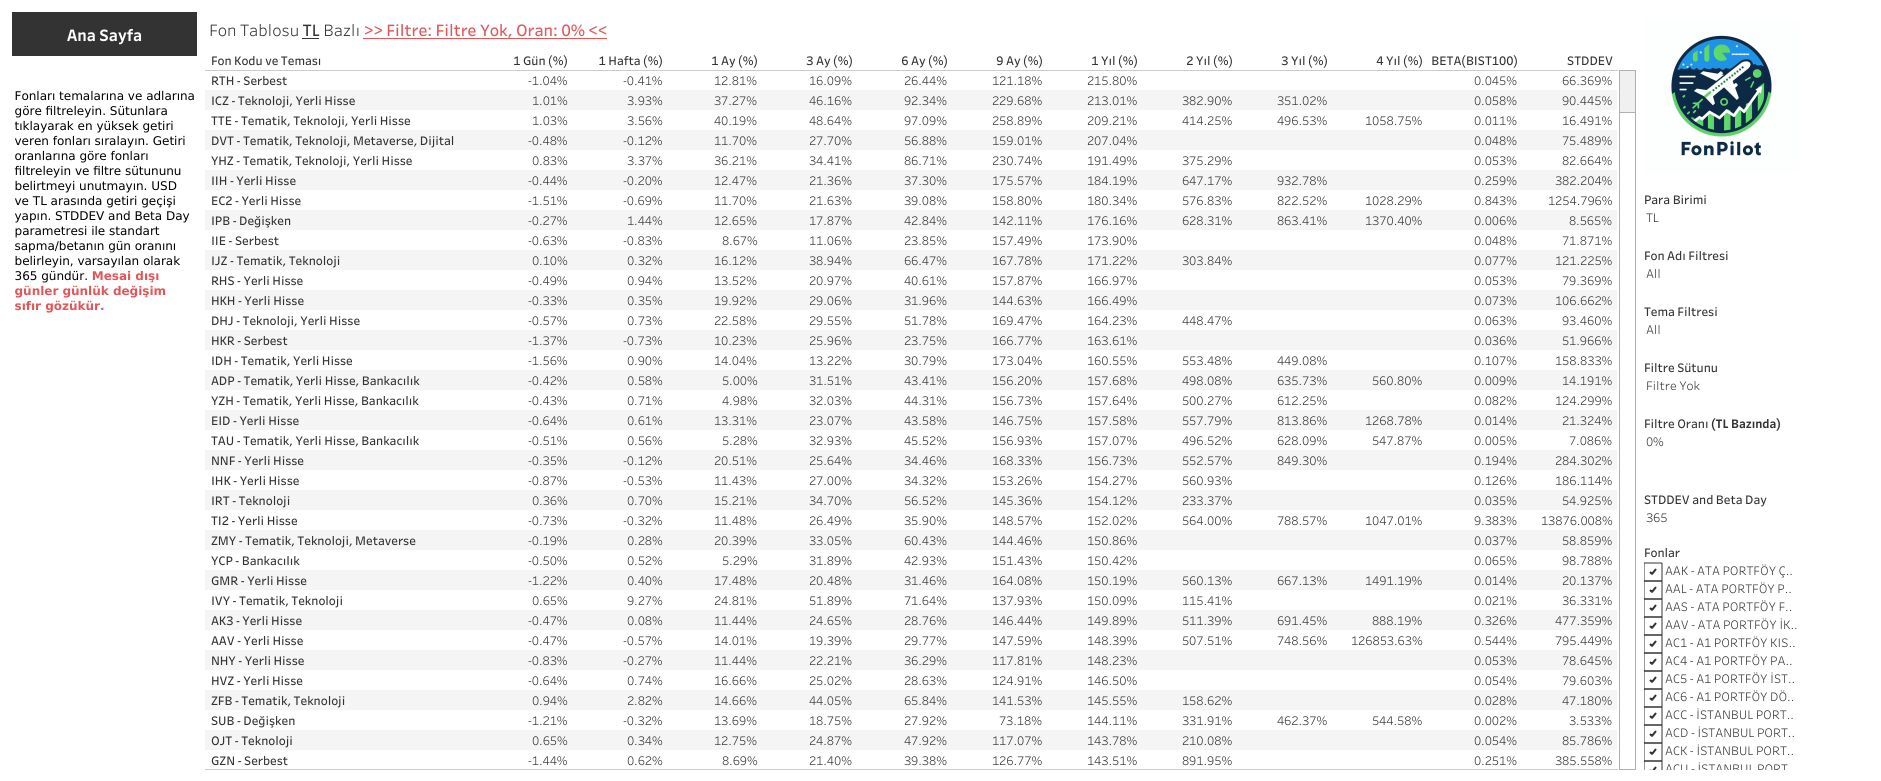 Ana Sayfa
Fonları temalarına ve adlarına
göre filtreleyin. Sütunlara
tıklayarak en yüksek getiri
veren fonları sıralayın. Getiri
oranlarına göre fonları
filtreleyin ve filtre sütununu
belirtmeyi unutmayın. USD
ve TL arasında getiri geçişi
yapın. STDDEV and Beta Day
parametresi ile standart
sapma/betanın gün oranını
belirleyin, varsayılan olarak
365 gündür. Mesai dışı
günler günlük değişim
sıfır gözükür.
Fon Tablosu TL Bazlı >> Filtre: Filtre Yok, Oran: 0% <<
Fon Kodu ve Teması 1 Gün (%) 1 Hafta (%) 1 Ay (%) 3 Ay (%) 6 Ay (%) 9 Ay (%) 1 Yıl (%) 2 Yıl (%) 3 Yıl (%) 4 Yıl (%) BETA(BIST100) STDDEV
RTH - Serbest -1.04% -0.41% 12.81% 16.09% 26.44% 121.18% 215.80% 0.045% 66.369%
ICZ - Teknoloji, Yerli Hisse 1.01% 3.93% 37.27% 46.16% 92.34% 229.68% 213.01% 382.90% 351.02% 0.058% 90.445%
TTE - Tematik, Teknoloji, Yerli Hisse 1.03% 3.56% 40.19% 48.64% 97.09% 258.89% 209.21% 414.25% 496.53% 1058.75% 0.011% 16.491%
DVT - Tematik, Teknoloji, Metaverse, Dijital -0.48% -0.12% 11.70% 27.70% 56.88% 159.01% 207.04% 0.048% 75.489%
YHZ - Tematik, Teknoloji, Yerli Hisse 0.83% 3.37% 36.21% 34.41% 86.71% 230.74% 191.49% 375.29% 0.053% 82.664%
IIH - Yerli Hisse -0.44% -0.20% 12.47% 21.36% 37.30% 175.57% 184.19% 647.17% 932.78% 0.259% 382.204%
EC2 - Yerli Hisse -1.51% -0.69% 11.70% 21.63% 39.08% 158.80% 180.34% 576.83% 822.52% 1028.29% 0.843% 1254.796%
IPB - Değişken -0.27% 1.44% 12.65% 17.87% 42.84% 142.11% 176.16% 628.31% 863.41% 1370.40% 0.006% 8.565%
IIE - Serbest -0.63% -0.83% 8.67% 11.06% 23.85% 157.49% 173.90% 0.048% 71.871%
IJZ - Tematik, Teknoloji 0.10% 0.32% 16.12% 38.94% 66.47% 167.78% 171.22% 303.84% 0.077% 121.225%
RHS - Yerli Hisse -0.49% 0.94% 13.52% 20.97% 40.61% 157.87% 166.97% 0.053% 79.369%
HKH - Yerli Hisse -0.33% 0.35% 19.92% 29.06% 31.96% 144.63% 166.49% 0.073% 106.662%
DHJ - Teknoloji, Yerli Hisse -0.57% 0.73% 22.58% 29.55% 51.78% 169.47% 164.23% 448.47% 0.063% 93.460%
HKR - Serbest -1.37% -0.73% 10.23% 25.96% 23.75% 166.77% 163.61% 0.036% 51.966%
IDH - Tematik, Yerli Hisse -1.56% 0.90% 14.04% 13.22% 30.79% 173.04% 160.55% 553.48% 449.08% 0.107% 158.833%
ADP - Tematik, Yerli Hisse, Bankacılık -0.42% 0.58% 5.00% 31.51% 43.41% 156.20% 157.68% 498.08% 635.73% 560.80% 0.009% 14.191%
YZH - Tematik, Yerli Hisse, Bankacılık -0.43% 0.71% 4.98% 32.03% 44.31% 156.73% 157.64% 500.27% 612.25% 0.082% 124.299%
EID - Yerli Hisse -0.64% 0.61% 13.31% 23.07% 43.58% 146.75% 157.58% 557.79% 813.86% 1268.78% 0.014% 21.324%
TAU - Tematik, Yerli Hisse, Bankacılık -0.51% 0.56% 5.28% 32.93% 45.52% 156.93% 157.07% 496.52% 628.09% 547.87% 0.005% 7.086%
NNF - Yerli Hisse -0.35% -0.12% 20.51% 25.64% 34.46% 168.33% 156.73% 552.57% 849.30% 0.194% 284.302%
IHK - Yerli Hisse -0.87% -0.53% 11.43% 27.00% 34.32% 153.26% 154.27% 560.93% 0.126% 186.114%
IRT - Teknoloji 0.36% 0.70% 15.21% 34.70% 56.52% 145.36% 154.12% 233.37% 0.035% 54.925%
TI2 - Yerli Hisse -0.73% -0.32% 11.48% 26.49% 35.90% 148.57% 152.02% 564.00% 788.57% 1047.01% 9.383% 13876.008%
ZMY - Tematik, Teknoloji, Metaverse -0.19% 0.28% 20.39% 33.05% 60.43% 144.46% 150.86% 0.037% 58.859%
YCP - Bankacılık -0.50% 0.52% 5.29% 31.89% 42.93% 151.43% 150.42% 0.065% 98.788%
GMR - Yerli Hisse -1.22% 0.40% 17.48% 20.48% 31.46% 164.08% 150.19% 560.13% 667.13% 1491.19% 0.014% 20.137%
IVY - Tematik, Teknoloji 0.65% 9.27% 24.81% 51.89% 71.64% 137.93% 150.09% 115.41% 0.021% 36.331%
AK3 - Yerli Hisse -0.47% 0.08% 11.44% 24.65% 28.76% 146.44% 149.89% 511.39% 691.45% 888.19% 0.326% 477.359%
AAV - Yerli Hisse -0.47% -0.57% 14.01% 19.39% 29.77% 147.59% 148.39% 507.51% 748.56% 126853.63% 0.544% 795.449%
NHY - Yerli Hisse -0.83% -0.27% 11.44% 22.21% 36.29% 117.81% 148.23% 0.053% 78.645%
HVZ - Yerli Hisse -0.64% 0.74% 16.66% 25.02% 28.63% 124.91% 146.50% 0.054% 79.603%
ZFB - Tematik, Teknoloji 0.94% 2.82% 14.66% 44.05% 65.84% 141.53% 145.55% 158.62% 0.028% 47.180%
SUB - Değişken -1.21% -0.32% 13.69% 18.75% 27.92% 73.18% 144.11% 331.91% 462.37% 544.58% 0.002% 3.533%
OJT - Teknoloji 0.65% 0.34% 12.75% 24.87% 47.92% 117.07% 143.78% 210.08% 0.054% 85.786%
GZN - Serbest -1.44% 0.62% 8.69% 21.40% 39.38% 126.77% 143.51% 891.95% 0.251% 385.558%
FonPilot
Para Birimi
TL
Fon Adı Filtresi
All
Tema Filtresi
All
Filtre Sütunu
Filtre Yok
Filtre Oranı (TL Bazında)
0%
STDDEV and Beta Day
365
Fonlar
AAK - ATA PORTFÖY Ç..
AAL - ATA PORTFÖY P..
AAS - ATA PORTFÖY F..
AAV - ATA PORTFÖY İK..
AC1 - A1 PORTFÖY KIS..
AC4 - A1 PORTFÖY PA..
AC5 - A1 PORTFÖY İST..
AC6 - A1 PORTFÖY DÖ..
ACC - İSTANBUL PORT..
ACD - İSTANBUL PORT..
ACK - İSTANBUL PORT..
ACU - İSTANBUL PORT..